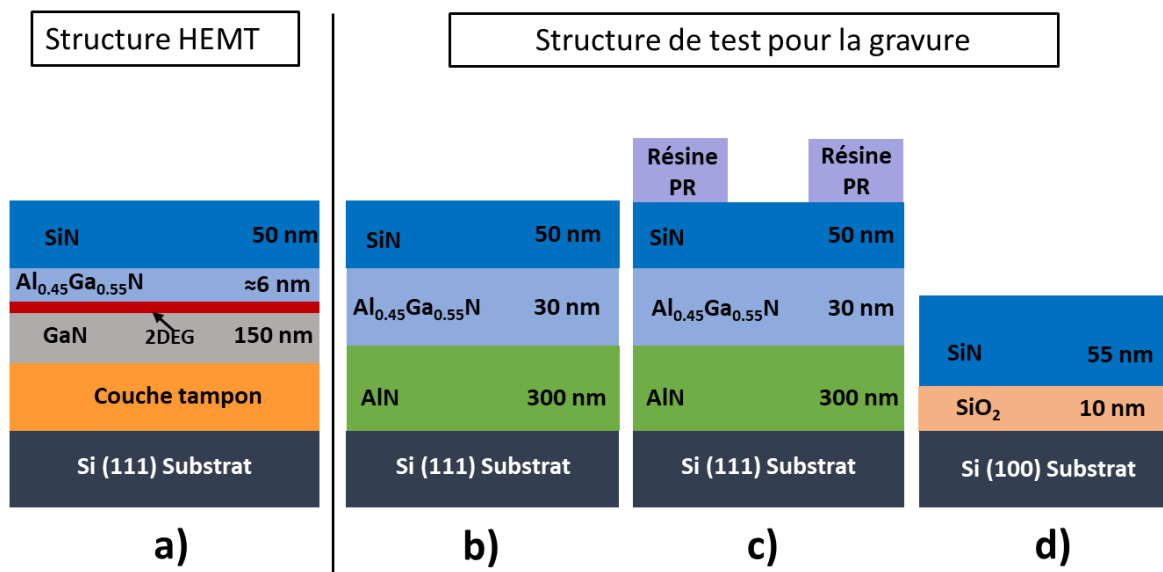 Structure HEMT
Structure de test pour la gravure
SiN 50 nm
Al0.45Ga0.55N ≈6 nm
GaN 2DEG 150 nm
Couche tampon
Si (111) Substrat
a)
SiN 50 nm
Al0.45Ga0.55N 30 nm
AlN 300 nm
Si (111) Substrat
b)
Résine
PR
Résine
PR
SiN 50 nm
Al0.45Ga0.55N 30 nm
AlN 300 nm
Si (111) Substrat
c)
SiN 55 nm
SiO2 10 nm
Si (100) Substrat
d)